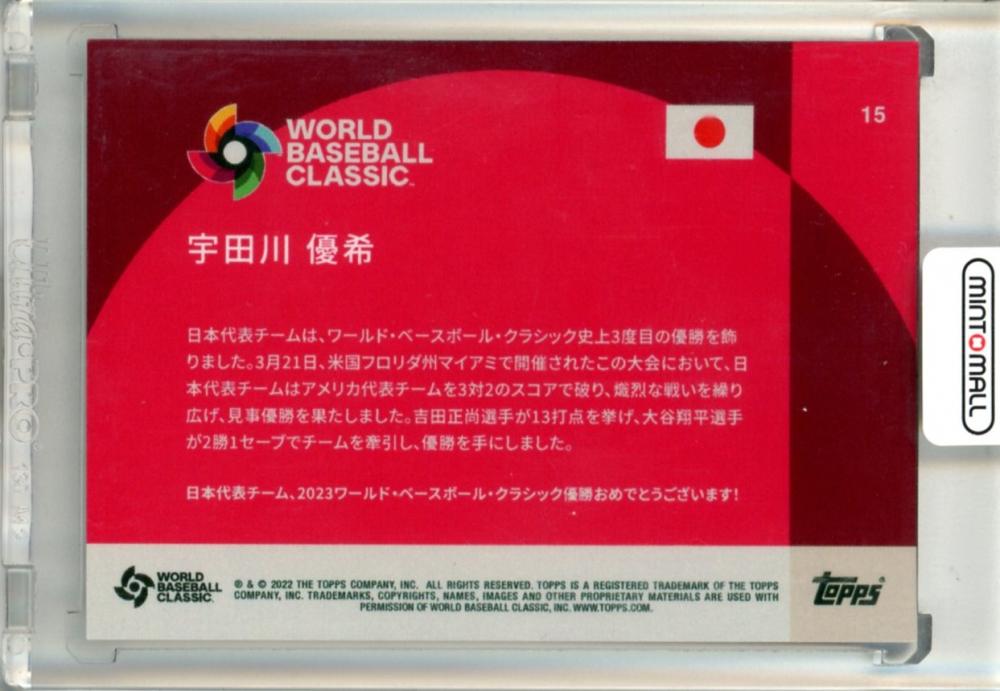 15
WORLD
BASEBALL
CLASSIC™
宇田川 優希
日本代表チームは、ワールド・ベースボール・クラシック史上3度目の優勝を飾
りました。3月21日、米国フロリダ州マイアミで開催されたこの大会において、日
本代表チームはアメリカ代表チームを3対2のスコアで破り、熾烈な戦いを繰り
広げ、見事優勝を果たしました。吉田正尚選手が13打点を挙げ、大谷翔平選手
が2勝1セーブでチームを牽引し、優勝を手にしました。
日本代表チーム、2023ワールド・ベースボール・クラシック優勝おめでとうございます!
WORLD
BASEBALL
CLASSIC
® & © 2022 THE TOPPS COMPANY, INC. ALL RIGHTS RESERVED. TOPPS IS A REGISTERED TRADEMARK OF THE TOPPS
COMPANY, INC. TRADEMARKS, COPYRIGHTS, NAMES, IMAGES AND OTHER PROPRIETARY MATERIALS ARE USED WITH
PERMISSION OF WORLD BASEBALL CLASSIC, INC. WWW.TOPPS.COM.
topps®
MINTOMALL